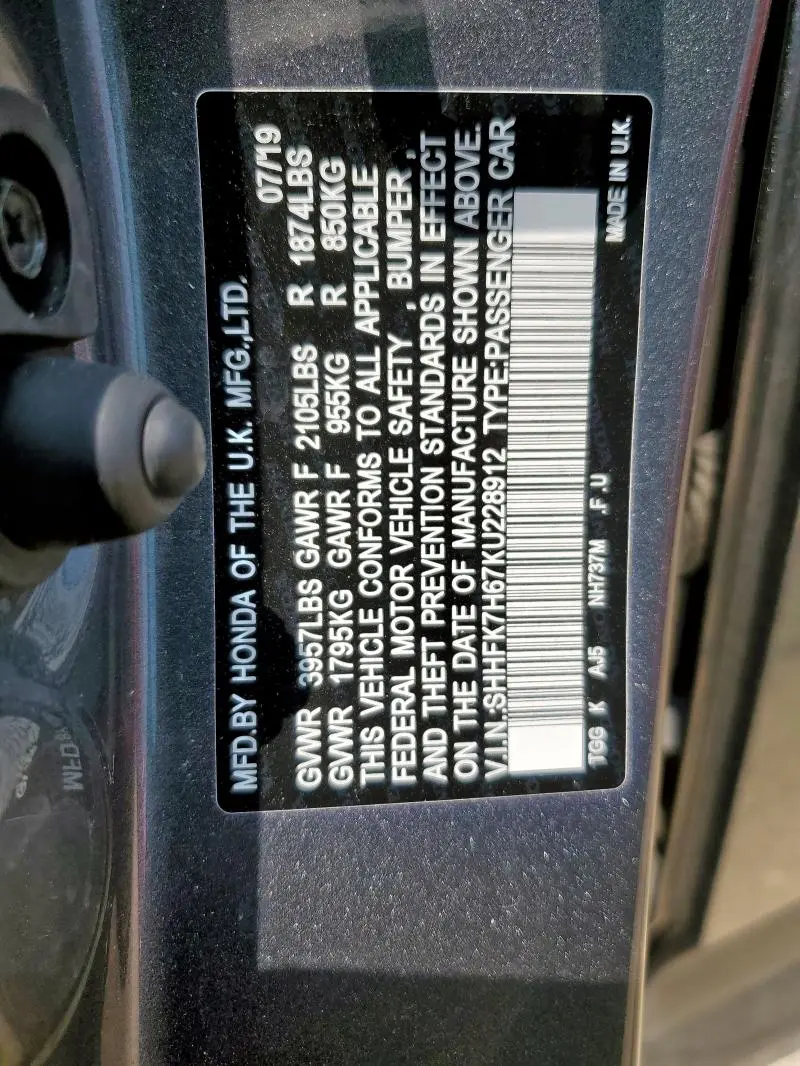 MFD.BY HONDA OF THE U.K. MFG.,LTD. 07/'19
GVWR 3957LBS GAWR F 2105LBS R 1874LBS
GVWR 1795KG GAWR F 955KG R 850KG
THIS VEHICLE CONFORMS TO ALL APPLICABLE
FEDERAL MOTOR VEHICLE SAFETY , BUMPER ,
AND THEFT PREVENTION STANDARDS IN EFFECT
ON THE DATE OF MANUFACTURE SHOWN ABOVE.
V.I.N.:SHHFK7H67KU228912 TYPE:PASSENGER CAR
TGG K AJ5 NH737M .F.U MADE IN U.K.